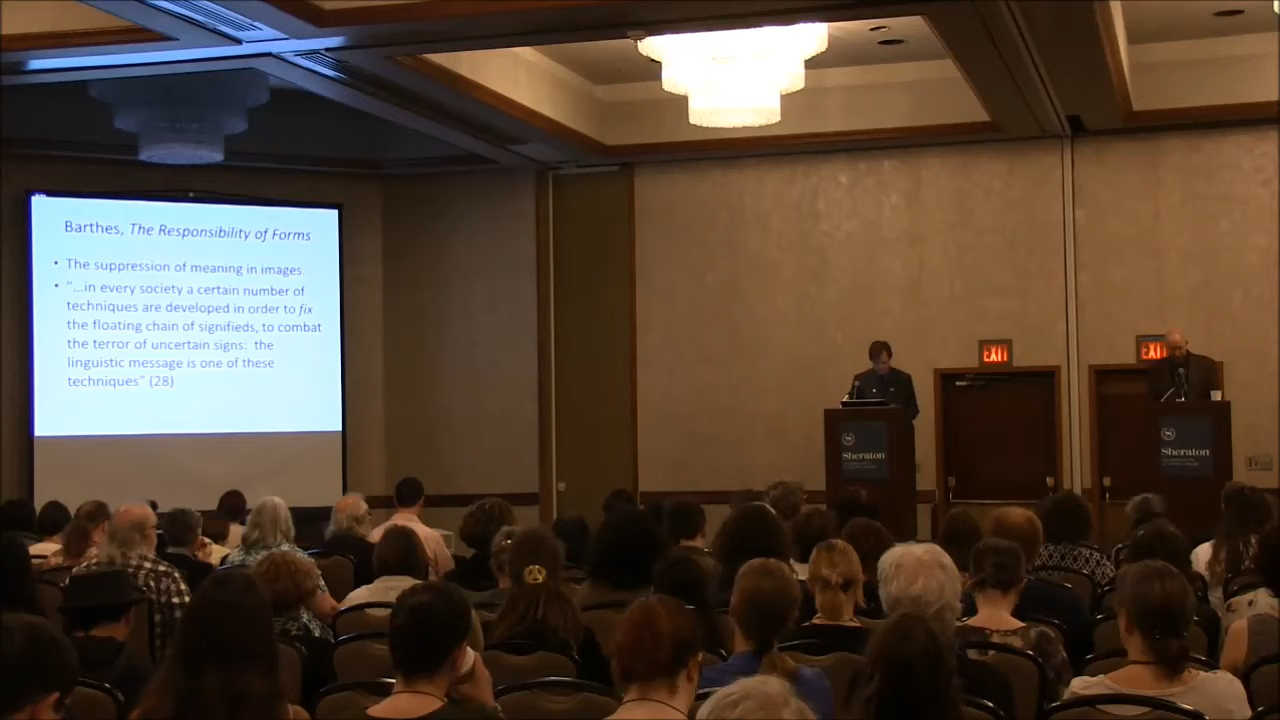 Barthes, The Responsibility of Forms
• The suppression of meaning in images.
• "...in every society a certain number of
techniques are developed in order to fix
the floating chain of signifieds, to combat
the terror of uncertain signs: the
linguistic message is one of these
techniques" (28)
EXIT
EXIT
Sheraton
Sheraton